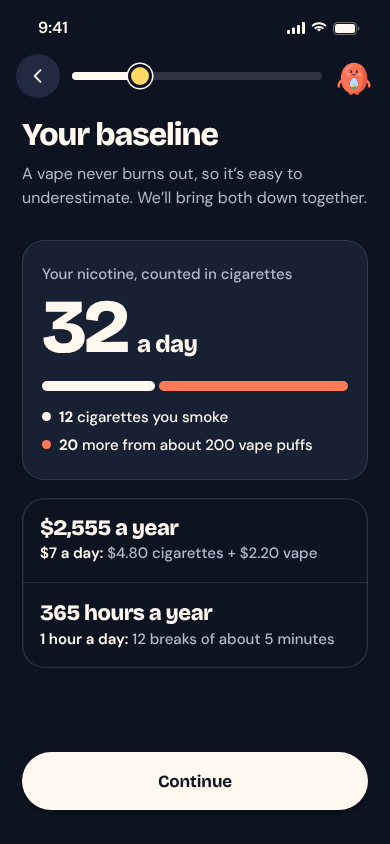 9:41
Your baseline
A vape never burns out, so it’s easy to
underestimate. We’ll bring both down together.
Your nicotine, counted in cigarettes
32 a day
12 cigarettes you smoke
20 more from about 200 vape puffs
$2,555 a year
$7 a day: $4.80 cigarettes + $2.20 vape
365 hours a year
1 hour a day: 12 breaks of about 5 minutes
Continue